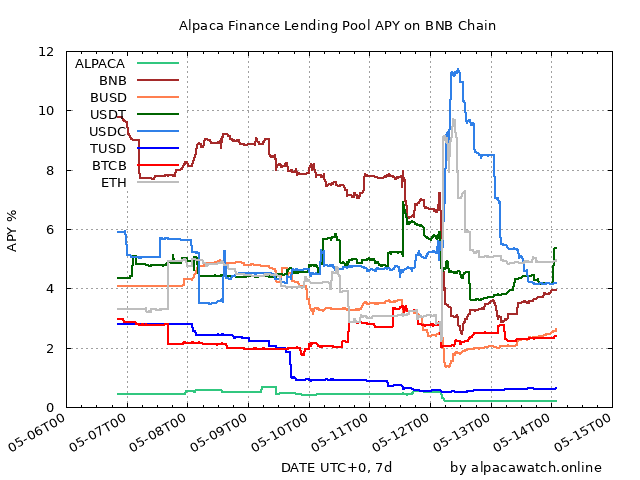 Alpaca Finance Lending Pool APY on BNB Chain
12
10
8
6
4
2
0
APY %
ALPACA
BNB
BUSD
USDT
USDC
TUSD
BTCB
ETH
05-06T00
05-07T00
05-08T00
05-09T00
05-10T00
05-11T00
05-12T00
05-13T00
05-14T00
05-15T00
DATE UTC+0, 7d
by alpacawatch.online